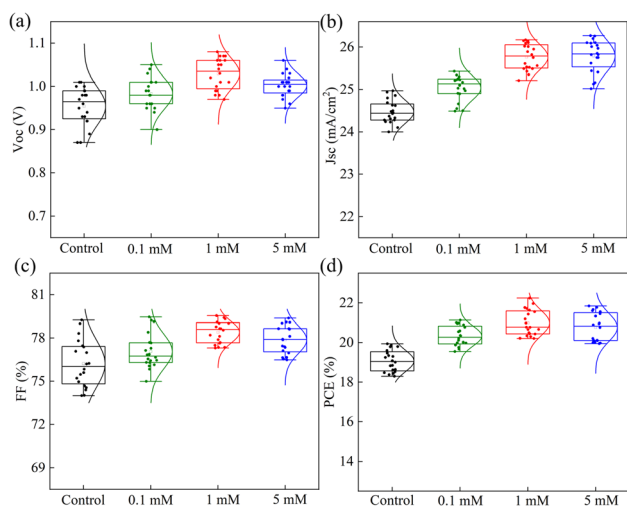 (a)
1.1
1.0
0.9
0.8
0.7
Voc (V)
Control 0.1 mM 1 mM 5 mM
(b)
26
25
24
23
22
Jsc (mA/cm²)
Control 0.1 mM 1 mM 5 mM
(c)
81
78
75
72
69
FF (%)
Control 0.1 mM 1 mM 5 mM
(d)
22
20
18
16
14
12
PCE (%)
Control 0.1 mM 1 mM 5 mM